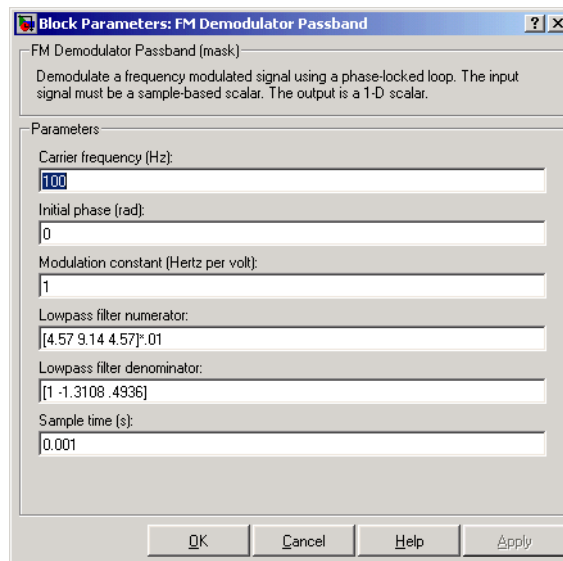 Block Parameters: FM Demodulator Passband
FM Demodulator Passband (mask)
Demodulate a frequency modulated signal using a phase-locked loop. The input
signal must be a sample-based scalar. The output is a 1-D scalar.
Parameters
Carrier frequency (Hz):
100
Initial phase (rad):
0
Modulation constant (Hertz per volt):
1
Lowpass filter numerator:
[4.57 9.14 4.57]*.01
Lowpass filter denominator:
[1 -1.3108 .4936]
Sample time (s):
0.001
OK Cancel Help Apply